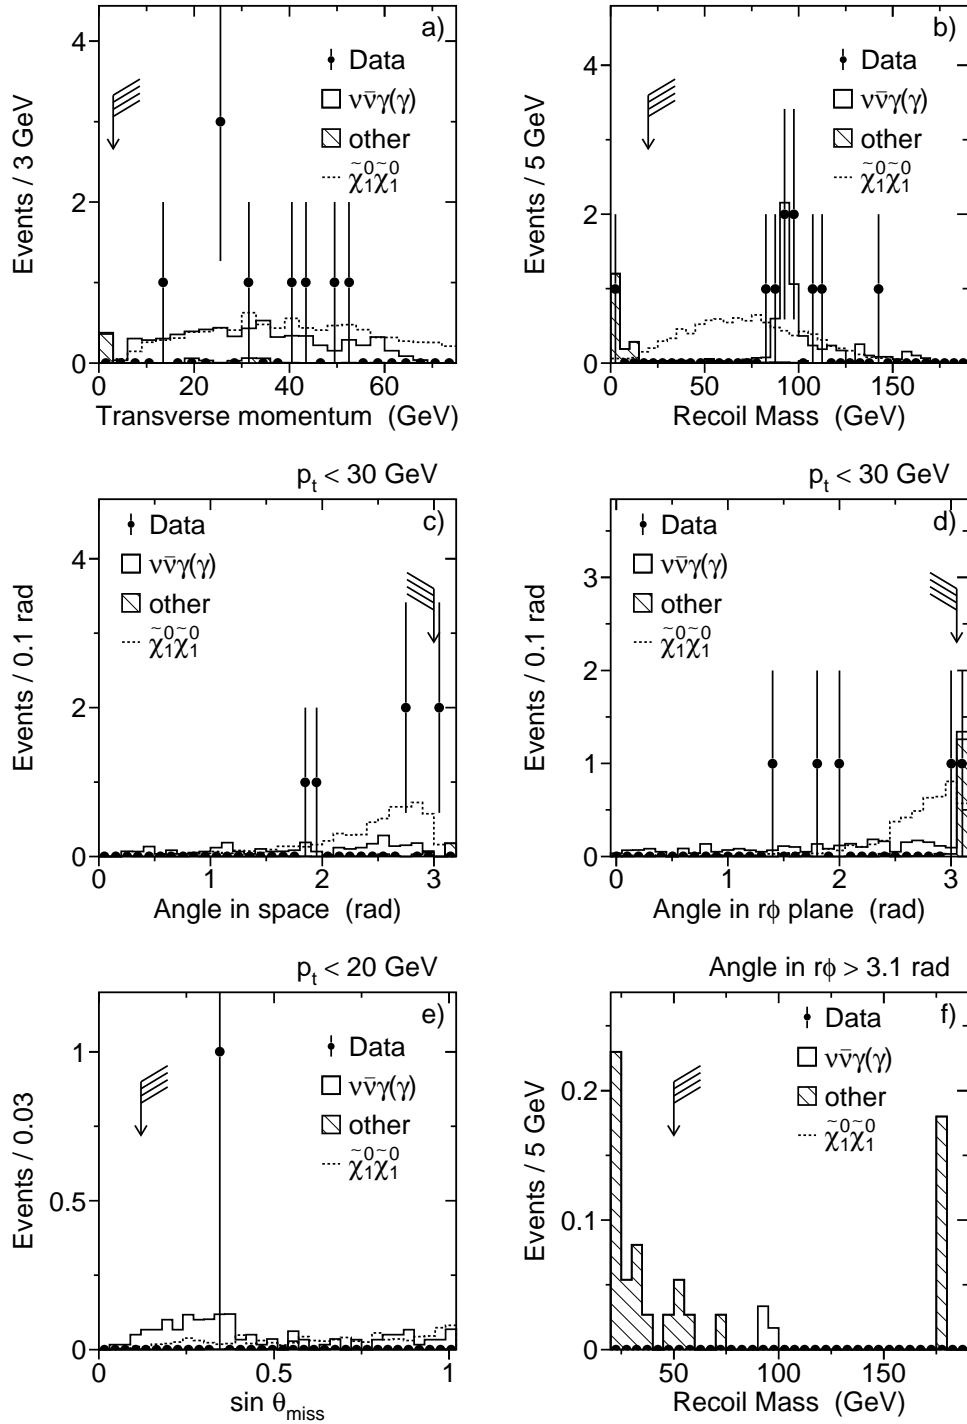 a)
Data
νν̄γ(γ)
other
χ̃⁰₁χ̃⁰₁
Events / 3 GeV
0
2
4
0
20
40
60
Transverse momentum (GeV)
b)
Data
νν̄γ(γ)
other
χ̃⁰₁χ̃⁰₁
Events / 5 GeV
0
2
4
0
50
100
150
Recoil Mass (GeV)
p_t < 30 GeV
c)
Data
νν̄γ(γ)
other
χ̃⁰₁χ̃⁰₁
Events / 0.1 rad
0
2
4
0
1
2
3
Angle in space (rad)
p_t < 30 GeV
d)
Data
νν̄γ(γ)
other
χ̃⁰₁χ̃⁰₁
Events / 0.1 rad
0
1
2
3
0
1
2
3
Angle in rϕ plane (rad)
p_t < 20 GeV
e)
Data
νν̄γ(γ)
other
χ̃⁰₁χ̃⁰₁
Events / 0.03
0
0.5
1
0.5
1
sin θ_miss
Angle in rϕ > 3.1 rad
f)
Data
νν̄γ(γ)
other
χ̃⁰₁χ̃⁰₁
Events / 5 GeV
0
0.1
0.2
50
100
150
Recoil Mass (GeV)